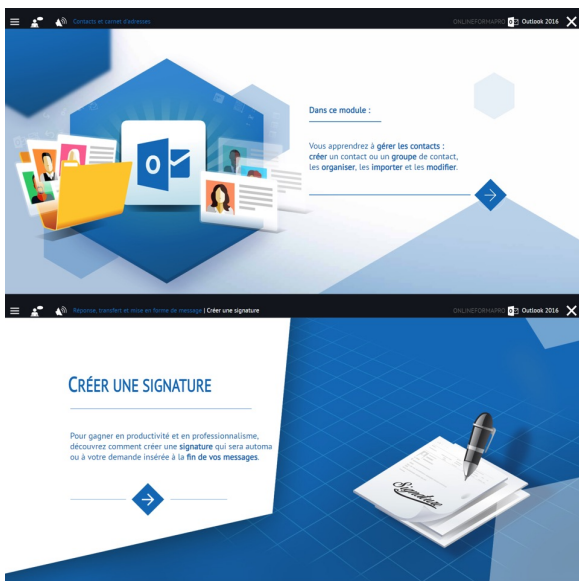 Contacts et carnet d'adresses
ONLINEFORMAPRO Outlook 2016
Dans ce module :
Vous apprendrez à gérer les contacts :
créer un contact ou un groupe de contact,
les organiser, les importer et les modifier.
Réponse, transfert et mise en forme de message | Créer une signature
ONLINEFORMAPRO Outlook 2016
CRÉER UNE SIGNATURE
Pour gagner en productivité et en professionnalisme,
découvrez comment créer une signature qui sera automa
ou à votre demande insérée à la fin de vos messages.
Signature